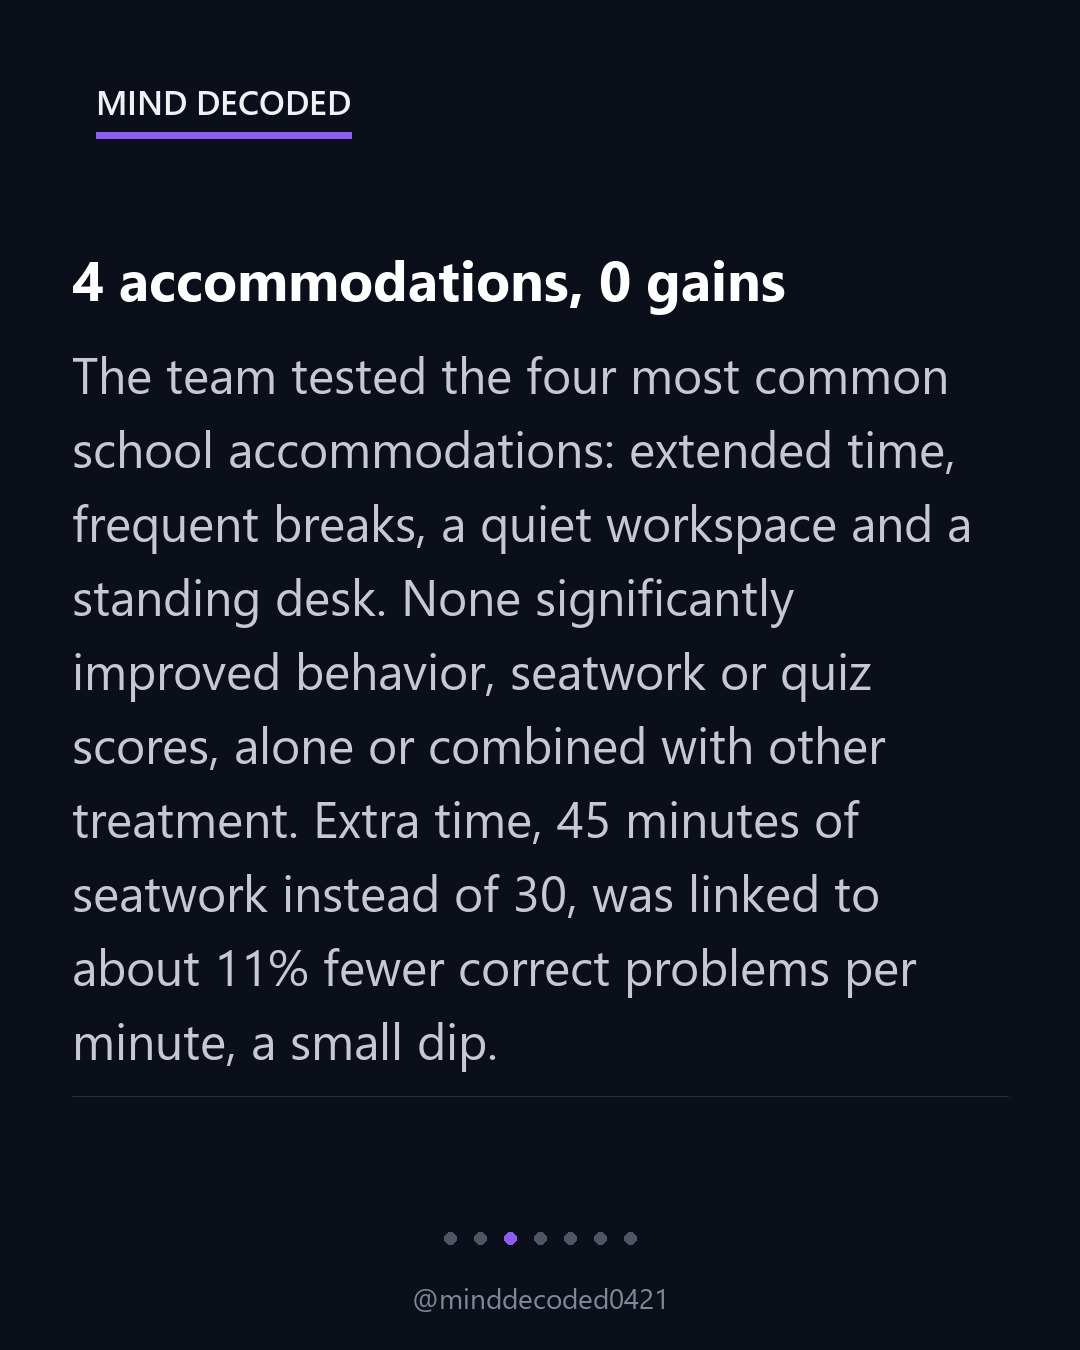 MIND DECODED
4 accommodations, 0 gains
The team tested the four most common
school accommodations: extended time,
frequent breaks, a quiet workspace and a
standing desk. None significantly
improved behavior, seatwork or quiz
scores, alone or combined with other
treatment. Extra time, 45 minutes of
seatwork instead of 30, was linked to
about 11% fewer correct problems per
minute, a small dip.
@minddecoded0421